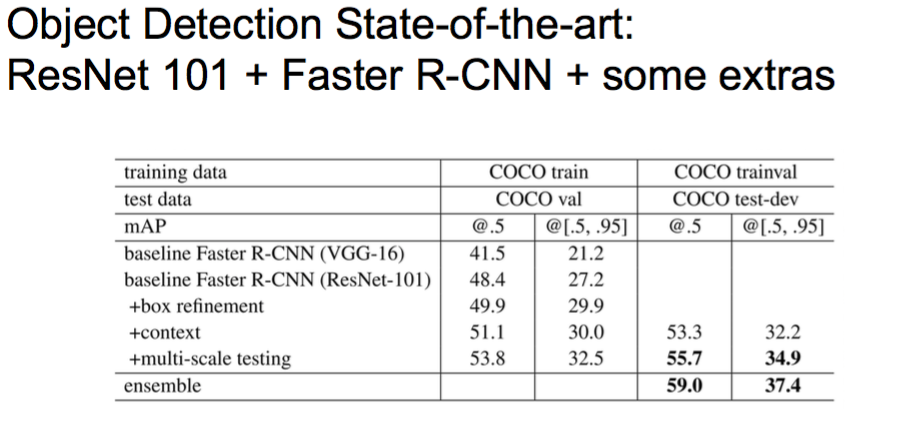 Object Detection State-of-the-art:
ResNet 101 + Faster R-CNN + some extras
training data COCO train COCO trainval
test data COCO val COCO test-dev
mAP @.5 @[.5, .95] @.5 @[.5, .95]
baseline Faster R-CNN (VGG-16) 41.5 21.2
baseline Faster R-CNN (ResNet-101) 48.4 27.2
+box refinement 49.9 29.9
+context 51.1 30.0 53.3 32.2
+multi-scale testing 53.8 32.5 55.7 34.9
ensemble 59.0 37.4